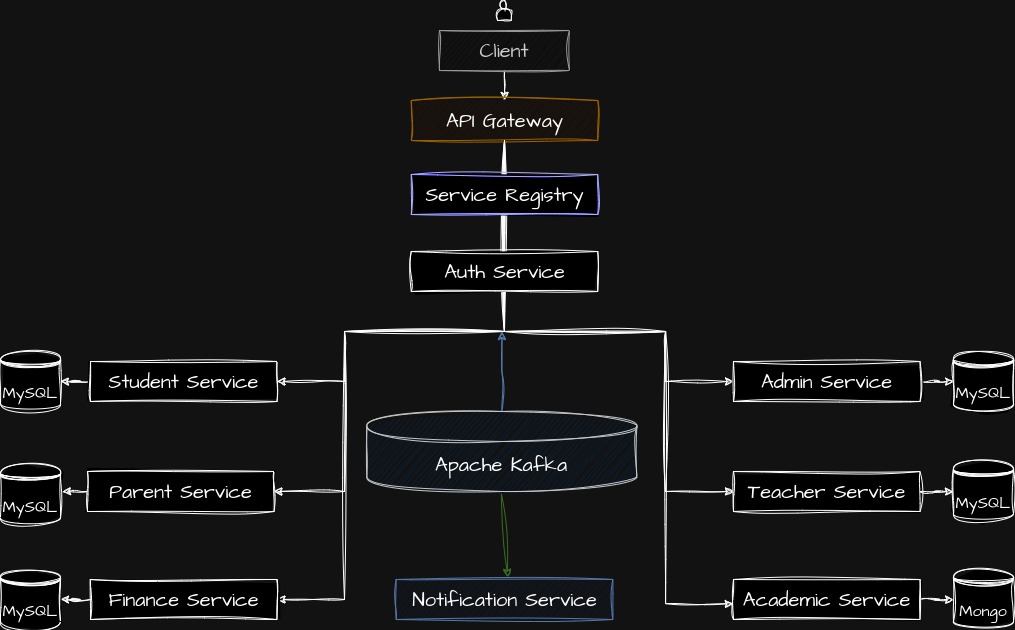 Client
API Gateway
Service Registry
Auth Service
MySQL
Student Service
Admin Service
MySQL
Apache Kafka
MySQL
Parent Service
Teacher Service
MySQL
MySQL
Finance Service
Notification Service
Academic Service
Mongo